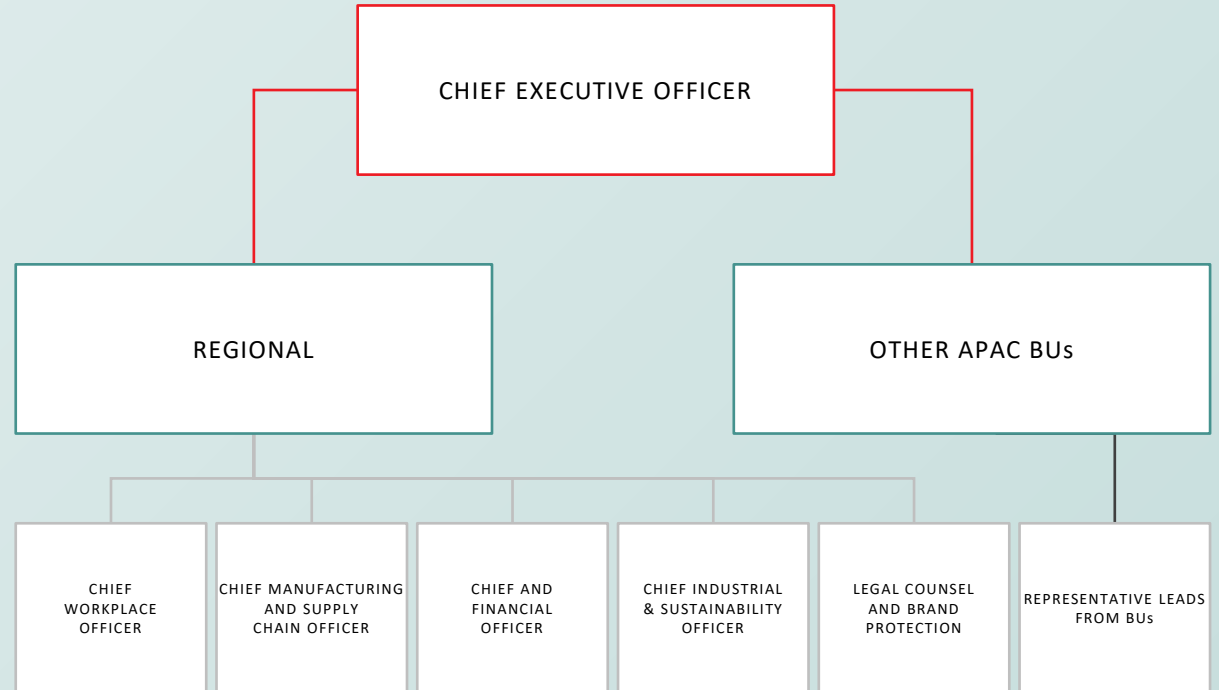 CHIEF EXECUTIVE OFFICER
REGIONAL
OTHER APAC BUs
CHIEF
WORKPLACE
OFFICER
CHIEF MANUFACTURING
AND SUPPLY
CHAIN OFFICER
CHIEF AND
FINANCIAL
OFFICER
CHIEF INDUSTRIAL
& SUSTAINABILITY
OFFICER
LEGAL COUNSEL
AND BRAND
PROTECTION
REPRESENTATIVE LEADS
FROM BUs